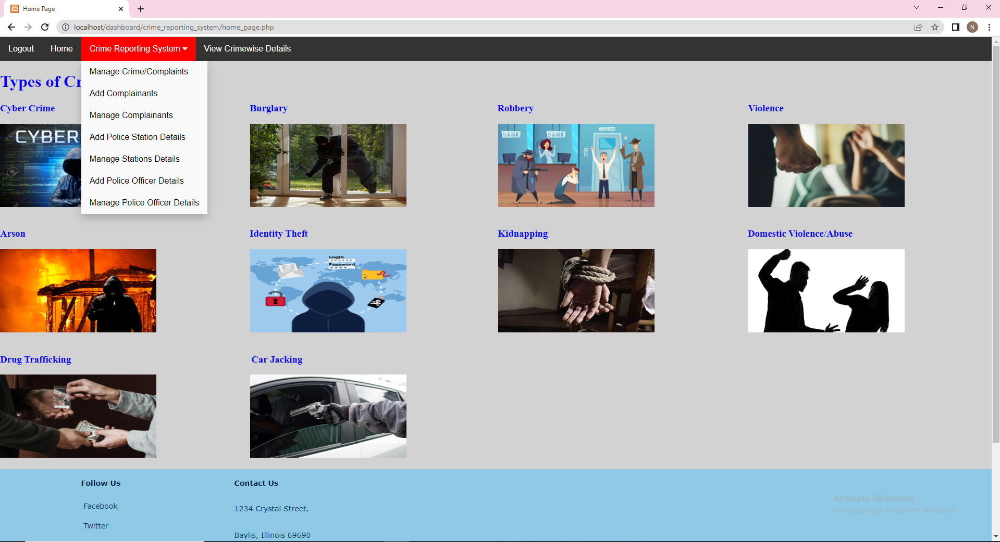 Home Page
localhost/dashboard/crime_reporting_system/home_page.php
N
Logout Home Crime Reporting System View Crimewise Details
Manage Crime/Complaints
Add Complainants
Manage Complainants
Add Police Station Details
Manage Stations Details
Add Police Officer Details
Manage Police Officer Details
Types of Cr
Cyber Crime Burglary Robbery Violence
CYBER
BANK BANK
Arson Identity Theft Kidnapping Domestic Violence/Abuse
Login
Password
Drug Trafficking Car Jacking
Follow Us Contact Us
Facebook 1234 Crystal Street,
Twitter
Baylis, Illinois 69690
Activate Windows
Go to Settings to activate Windows.